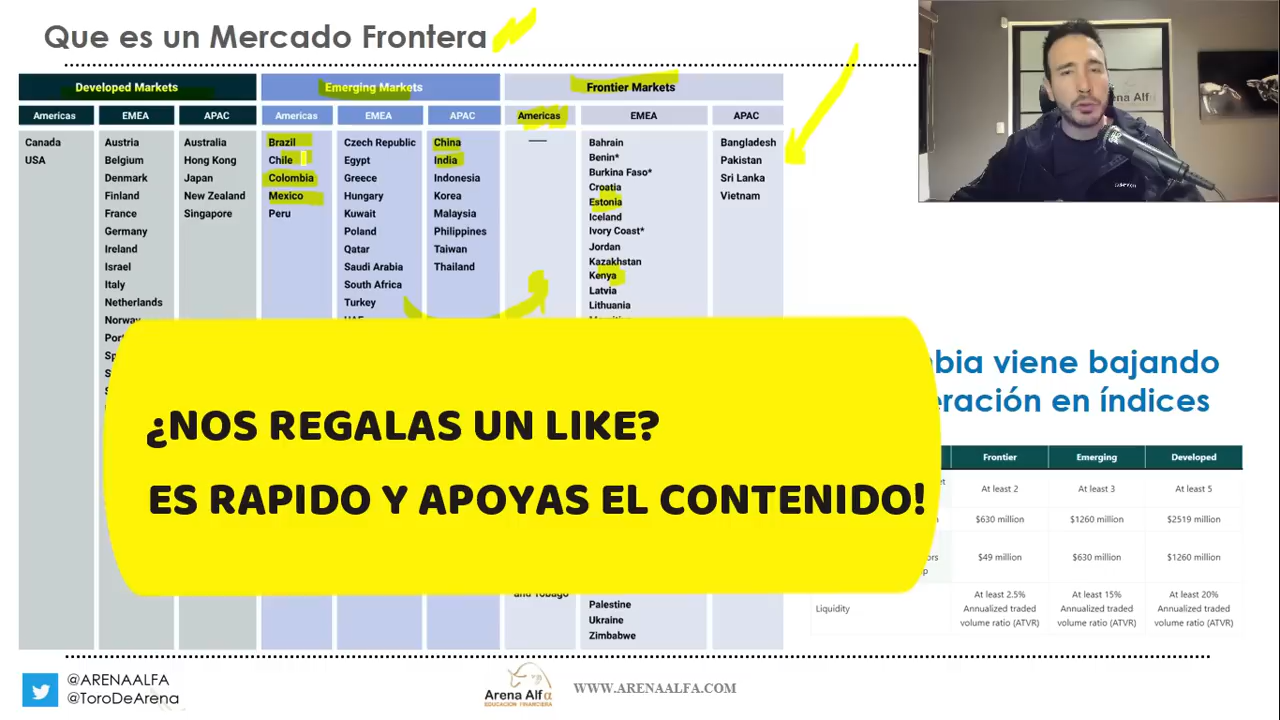 Que es un Mercado Frontera
Developed Markets
Emerging Markets
Frontier Markets
Americas
EMEA
APAC
Americas
EMEA
APAC
Americas
EMEA
APAC
Canada
USA
Austria
Belgium
Denmark
Finland
France
Germany
Ireland
Israel
Italy
Netherlands
Norway
Australia
Hong Kong
Japan
New Zealand
Singapore
Brazil
Chile
Colombia
Mexico
Peru
Czech Republic
Egypt
Greece
Hungary
Kuwait
Poland
Qatar
Saudi Arabia
South Africa
Turkey
China
India
Indonesia
Korea
Malaysia
Philippines
Taiwan
Thailand
and Tobago
Bahrain
Benin*
Burkina Faso*
Croatia
Estonia
Iceland
Ivory Coast*
Jordan
Kazakhstan
Kenya
Latvia
Lithuania
Palestine
Ukraine
Zimbabwe
Bangladesh
Pakistan
Sri Lanka
Vietnam
¿NOS REGALAS UN LIKE?
ES RAPIDO Y APOYAS EL CONTENIDO!
viene bajando
en índices
Frontier
Emerging
Developed
At least 2
At least 3
At least 5
$630 million
$1260 million
$2519 million
$49 million
$630 million
$1260 million
Liquidity
At least 2.5%
Annualized traded
volume ratio (ATVR)
At least 15%
Annualized traded
volume ratio (ATVR)
At least 20%
Annualized traded
volume ratio (ATVR)
@ARENAALFA
@ToroDeArena
Arena Alfα
EDUCACIÓN FINANCIERA
WWW.ARENAALFA.COM